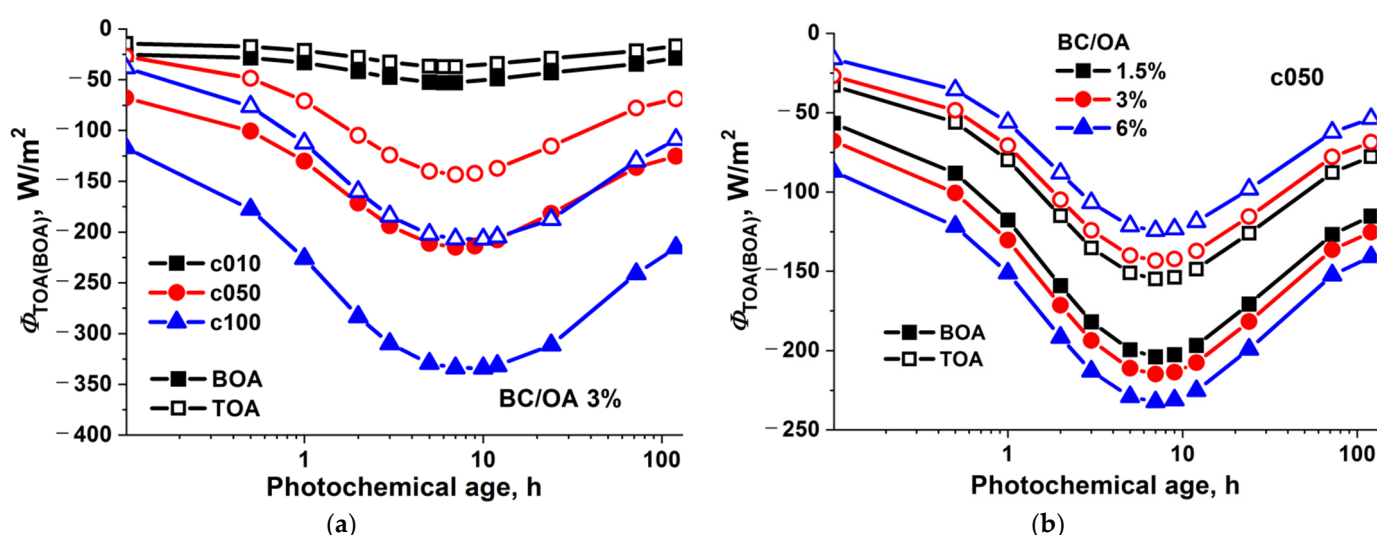 0
−50
−100
−150
−200
−250
−300
−350
−400
Φ_TOA(BOA), W/m²
c010
c050
c100
BOA
TOA
BC/OA 3%
1 10 100
Photochemical age, h
(a)
0
−50
−100
−150
−200
−250
Φ_TOA(BOA), W/m²
BC/OA
1.5%
3%
6%
c050
BOA
TOA
1 10 100
Photochemical age, h
(b)